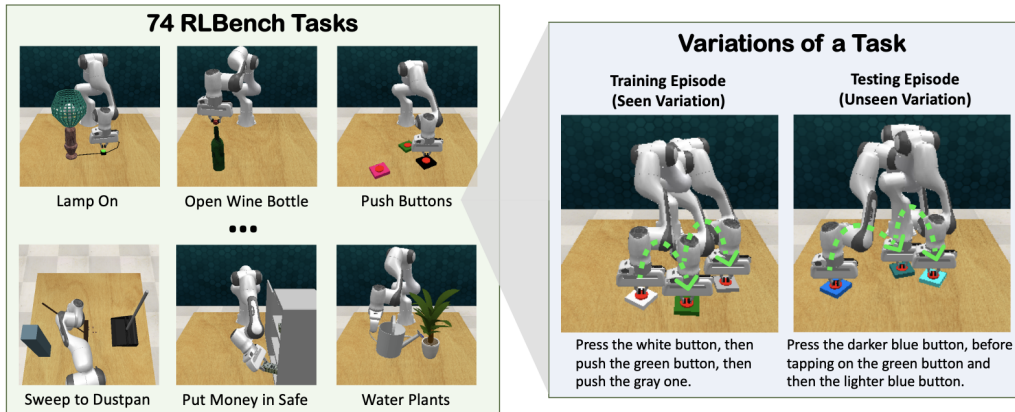 74 RLBench Tasks
Lamp On
Open Wine Bottle
Push Buttons
...
Sweep to Dustpan
Put Money in Safe
Water Plants
Variations of a Task
Training Episode
(Seen Variation)
Testing Episode
(Unseen Variation)
Press the white button, then
push the green button, then
push the gray one.
Press the darker blue button, before
tapping on the green button and
then the lighter blue button.